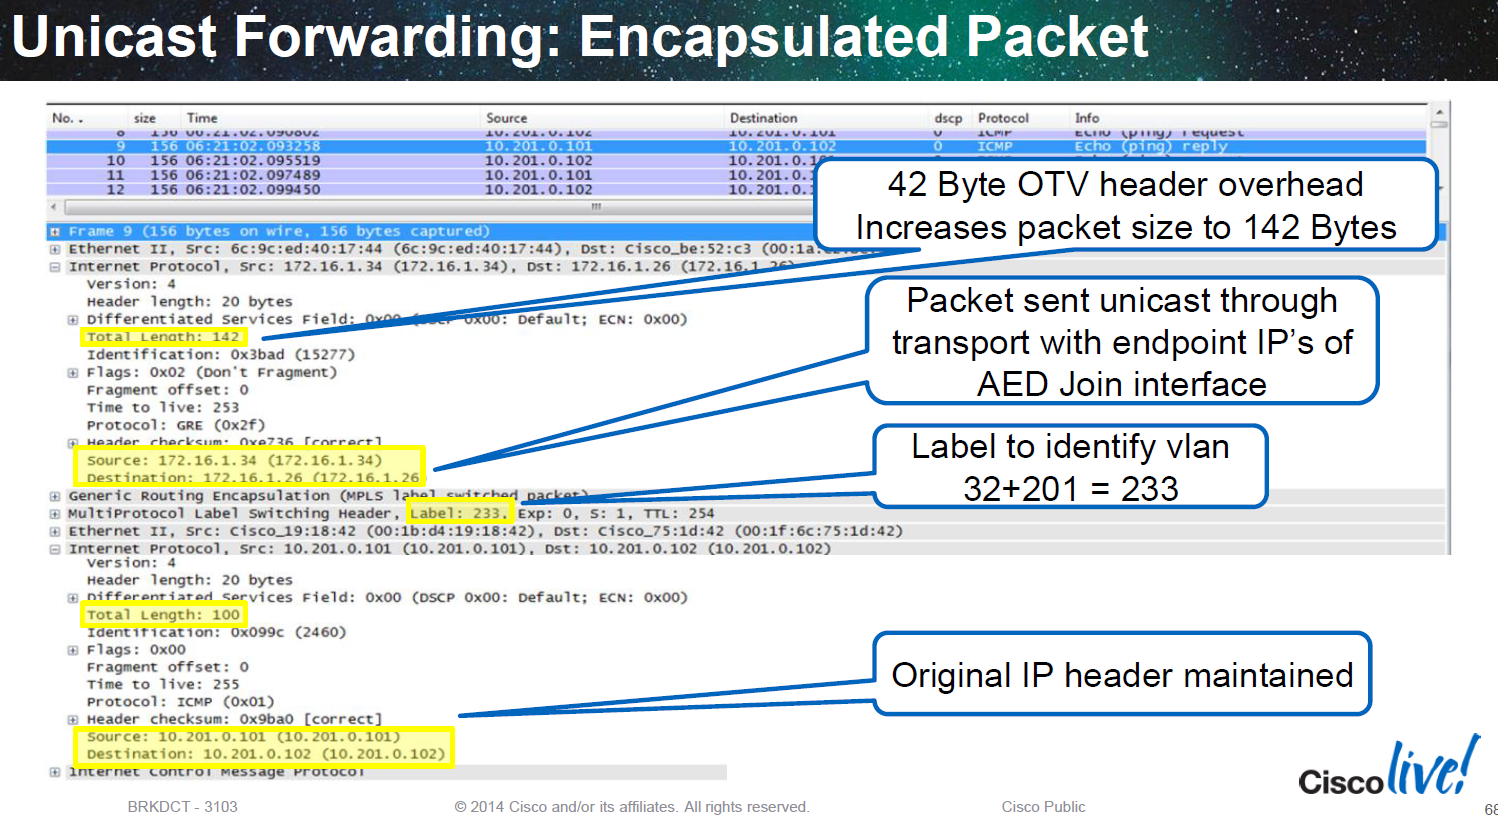 Unicast Forwarding: Encapsulated Packet
No. . size Time Source Destination dscp Protocol Info
8 156 06:21:02.090802 10.201.0.102 10.201.0.101 0 ICMP Echo (ping) request
9 156 06:21:02.093258 10.201.0.101 10.201.0.102 0 ICMP Echo (ping) reply
10 156 06:21:02.095519 10.201.0.102
11 156 06:21:02.097489 10.201.0.101
12 156 06:21:02.099450 10.201.0.102
42 Byte OTV header overhead
Increases packet size to 142 Bytes
Frame 9 (156 bytes on wire, 156 bytes captured)
Ethernet II, Src: 6c:9c:ed:40:17:44 (6c:9c:ed:40:17:44), Dst: Cisco_be:52:c3
Internet Protocol, Src: 172.16.1.34 (172.16.1.34), Dst: 172.16.1.26 (172.16.1.26)
Version: 4
Header length: 20 bytes
Differentiated Services Field: 0x00 (DSCP 0x00: Default; ECN: 0x00)
Total Length: 142
Identification: 0x3bad (15277)
Flags: 0x02 (Don't Fragment)
Fragment offset: 0
Time to live: 253
Protocol: GRE (0x2f)
Header checksum: 0xe736 [correct]
Source: 172.16.1.34 (172.16.1.34)
Destination: 172.16.1.26 (172.16.1.26
Packet sent unicast through
transport with endpoint IP's of
AED Join interface
Generic Routing Encapsulation (MPLS label switched packet)
MultiProtocol Label Switching Header, Label: 233, Exp: 0, S: 1, TTL: 254
Label to identify vlan
32+201 = 233
Ethernet II, Src: Cisco_19:18:42 (00:1b:d4:19:18:42), Dst: Cisco_75:1d:42 (00:1f:6c:75:1d:42)
Internet Protocol, Src: 10.201.0.101 (10.201.0.101), Dst: 10.201.0.102 (10.201.0.102)
Version: 4
Header length: 20 bytes
Differentiated Services Field: 0x00 (DSCP 0x00: Default; ECN: 0x00)
Total Length: 100
Identification: 0x099c (2460)
Flags: 0x00
Fragment offset: 0
Time to live: 255
Protocol: ICMP (0x01)
Header checksum: 0x9ba0 [correct]
Source: 10.201.0.101 (10.201.0.101)
Destination: 10.201.0.102 (10.201.0.102)
Internet Control Message Protocol
Original IP header maintained
Cisco live!
BRKDCT - 3103 © 2014 Cisco and/or its affiliates. All rights reserved. Cisco Public 68